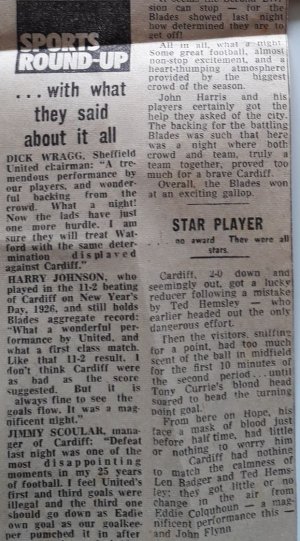 SPORTS
ROUND-UP
...with what
they said
about it all
DICK WRAGG, Sheffield
United chairman: "A tre-
mendous performance by
our players, and wonder-
ful backing from the
crowd. What a night!
Now the lads have just
one more hurdle. I am
sure they will treat Wat-
ford with the same deter-
mination displayed
against Cardiff."
HARRY JOHNSON, who
played in the 11-2 beating
of Cardiff on New Year's
Day, 1926, and still holds
Blades aggregate record:
"What a wonderful per-
formance by United, and
what a first class match.
Like that 11-2 result. I
don't think Cardiff were
as bad as the score
suggested. But it is
always fine to see the
goals flow. It was a mag-
nificent night."
JIMMY SCOULAR, man-
ager of Cardiff: "Defeat
last night was one of the
most disappointing
moments in my 25 years
of football. I feel United's
first and third goals were
illegal and the third one
should go down as Eadie
own goal as our goalkee-
per pumched it in after
sion can stop — for the
Blades showed last night
how determined they are to
get off!
All in all, what a night.
Some great football, almost
non-stop excitement, and a
heart-thumping atmosphere
provided by the biggest
crowd of the season.
John Harris and his
players certainly got the
help they asked of the city.
The backing for the battling
Blades was such that here
was a night where both
crowd and team, truly a
team together, proved too
much for a brave Cardiff.
Overall, the Blades won
at an exciting gallop.
STAR PLAYER
— no award They were all
stars.
Cardiff, 2-0 down and
seemingly out, got a lucky
reducer following a mistake
by Ted Hemsley — who
earlier headed out the only
dangerous effort.
Then the visitors, sniffing
a point, had too much
scent of the ball in midfield
for the first 10 minutes of
the second period...until
Tony Currie's blond head
soared to head the turning
point goal.
From here on Hope, his
face a mask of blood just
before half time, had little
or nothing to worry him
Cardiff had nothing
to match the calmness of
Len Badger and Ted Hems-
ley; they got little or no
change in the air from
Eddie Colquhoun — a mag-
nificent performance this —
and John Flynn